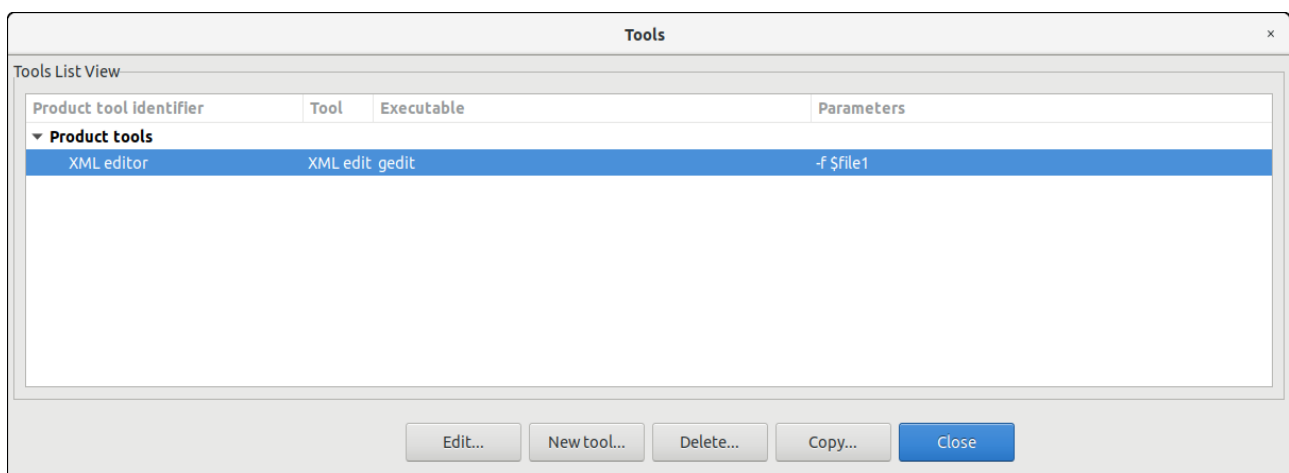 Tools
Tools List View
Product tool identifier Tool Executable Parameters
Product tools
XML editor XML edit gedit -f $file1
Edit... New tool... Delete... Copy... Close